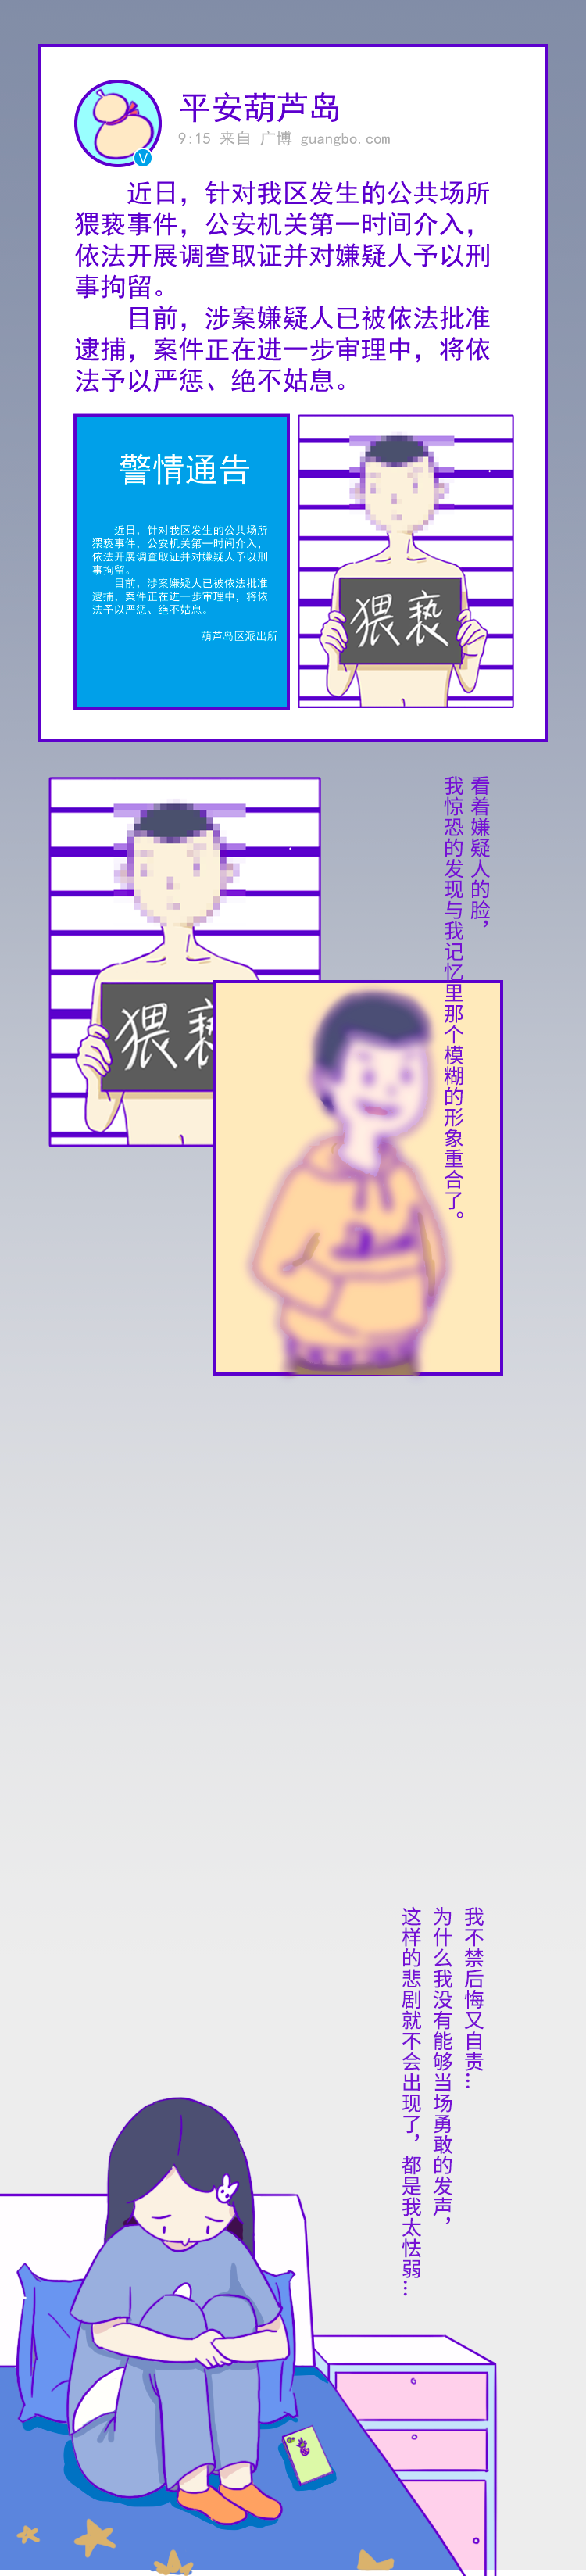 平安葫芦岛
9:15 来自 广博 guangbo.com
近日，针对我区发生的公共场所
猥亵事件，公安机关第一时间介入，
依法开展调查取证并对嫌疑人予以刑
事拘留。
目前，涉案嫌疑人已被依法批准
逮捕，案件正在进一步审理中，将依
法予以严惩、绝不姑息。
警情通告
近日，针对我区发生的公共场所
猥亵事件，公安机关第一时间介入，
依法开展调查取证并对嫌疑人予以刑
事拘留。
目前，涉案嫌疑人已被依法批准
逮捕，案件正在进一步审理中，将依
法予以严惩、绝不姑息。
葫芦岛区派出所
猥亵
V
看着嫌疑人的脸，
我惊恐的发现与我记忆里那个模糊的形象重合了。
猥亵
我不禁后悔又自责…
为什么我没有能够当场勇敢的发声，
这样的悲剧就不会出现了，都是我太怯弱…